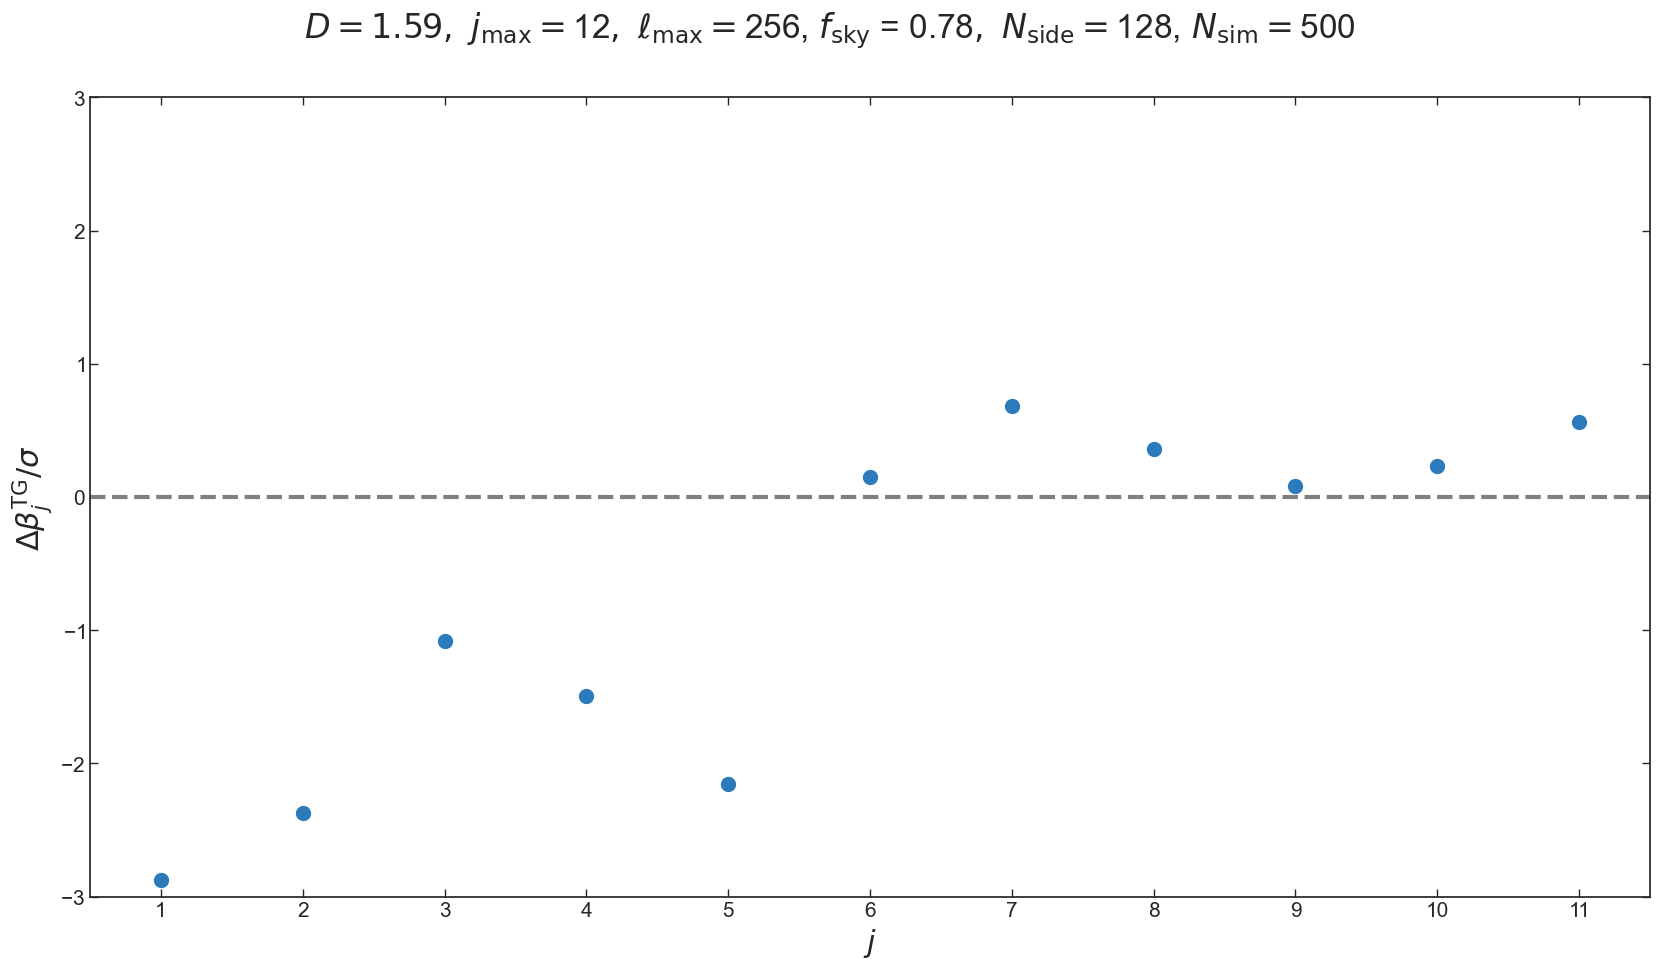 D = 1.59, j_max = 12, ℓ_max = 256, f_sky = 0.78, N_side = 128, N_sim = 500
3
2
1
0
−1
−2
−3
Δβ_j^TG/σ
1 2 3 4 5 6 7 8 9 10 11
j